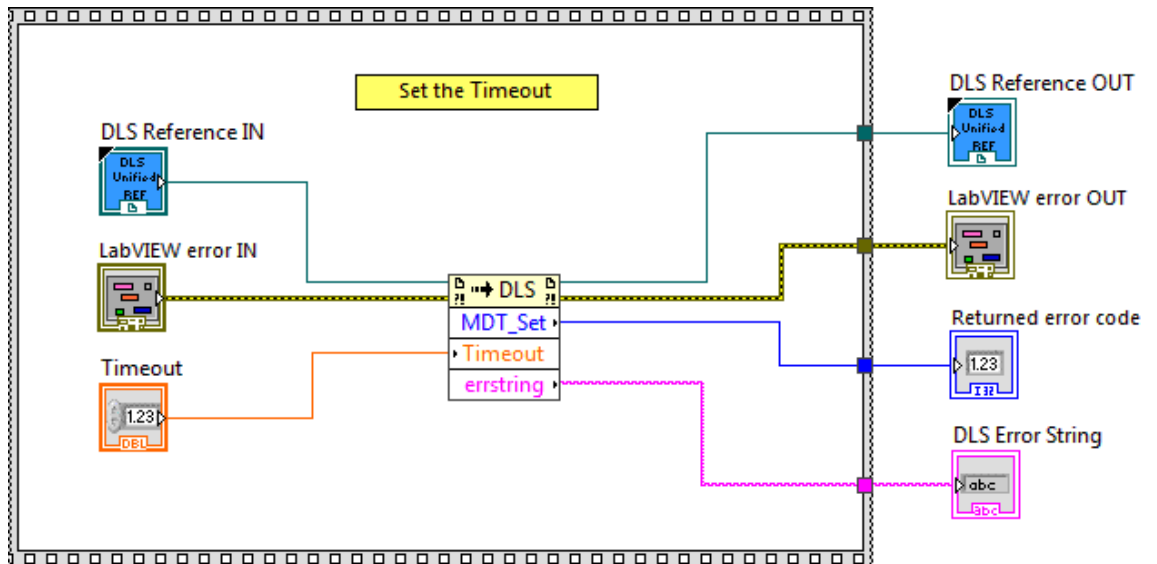 Set the Timeout
DLS Reference IN
DLS
Unified
REF
LabVIEW error IN
Timeout
1.23
DBL
?! DLS ?!
MDT_Set
Timeout
errstring
DLS Reference OUT
DLS
Unified
REF
LabVIEW error OUT
Returned error code
1.23
I32
DLS Error String
abc
abc